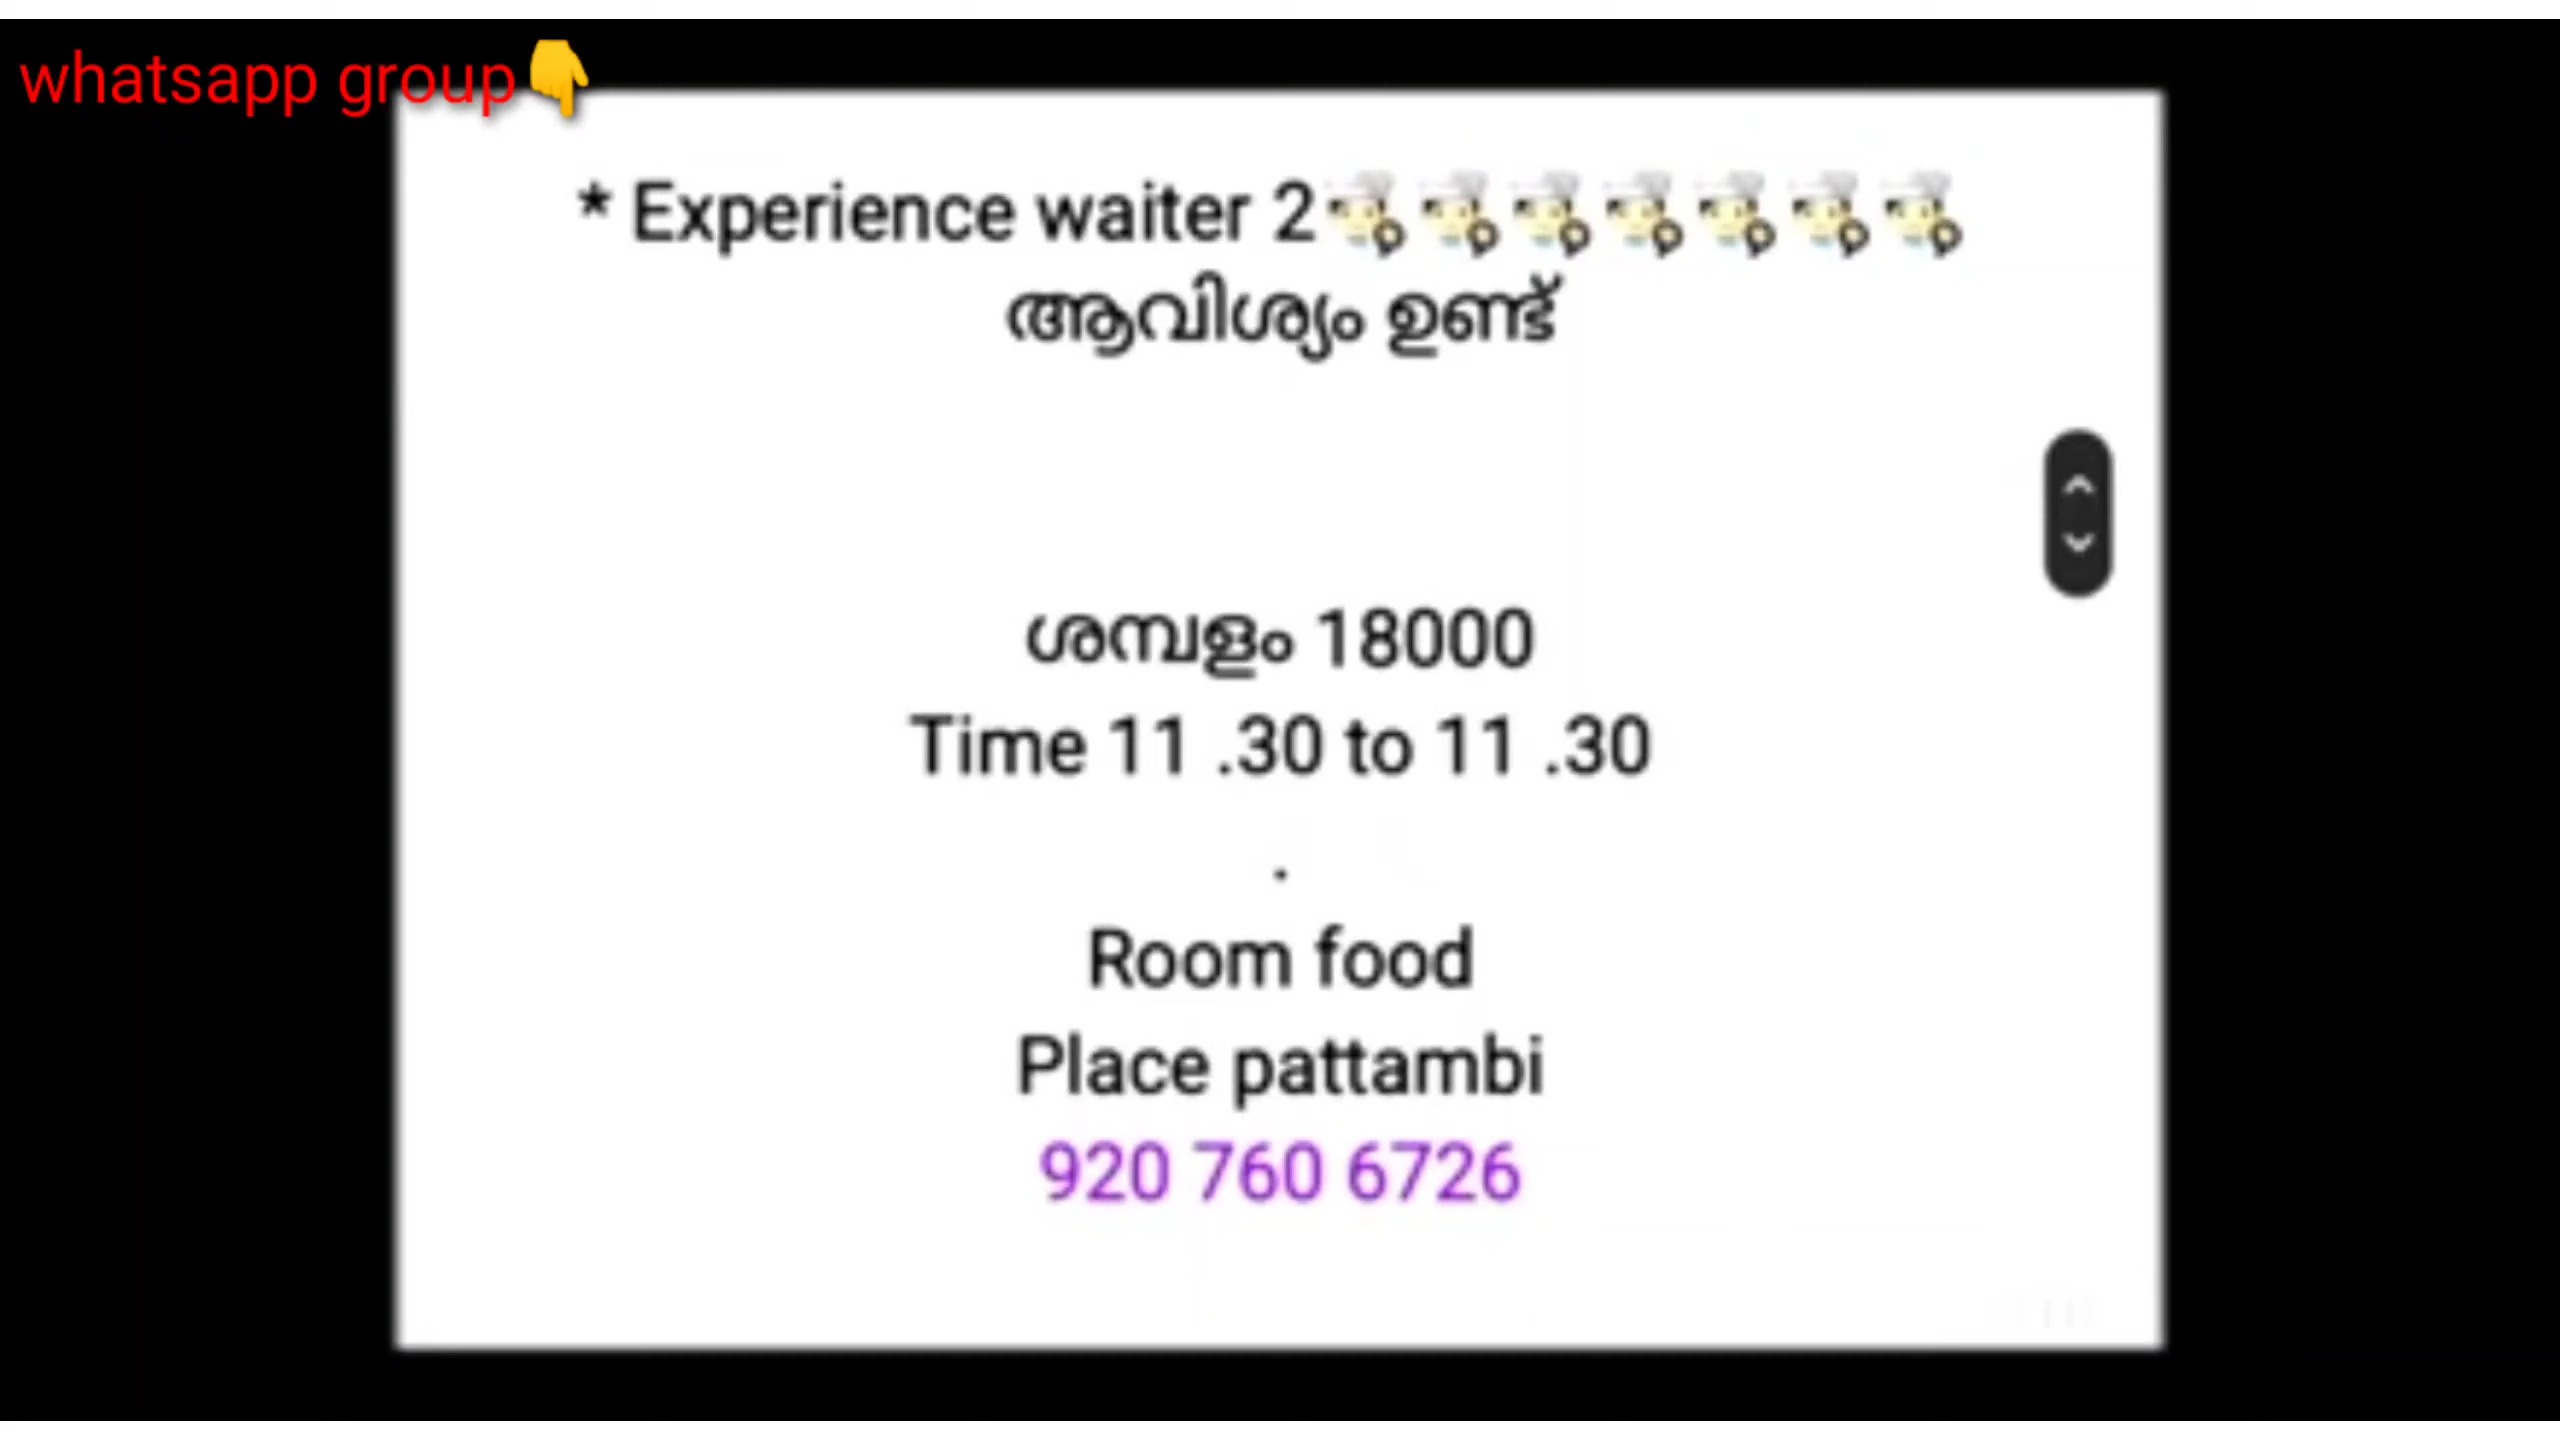 whatsapp group👇
* Experience waiter 2👨‍🍳👨‍🍳👨‍🍳👨‍🍳👨‍🍳👨‍🍳👨‍🍳
ആവിശ്യം ഉണ്ട്
ശമ്പളം 18000
Time 11 .30 to 11 .30
.
Room food
Place pattambi
920 760 6726